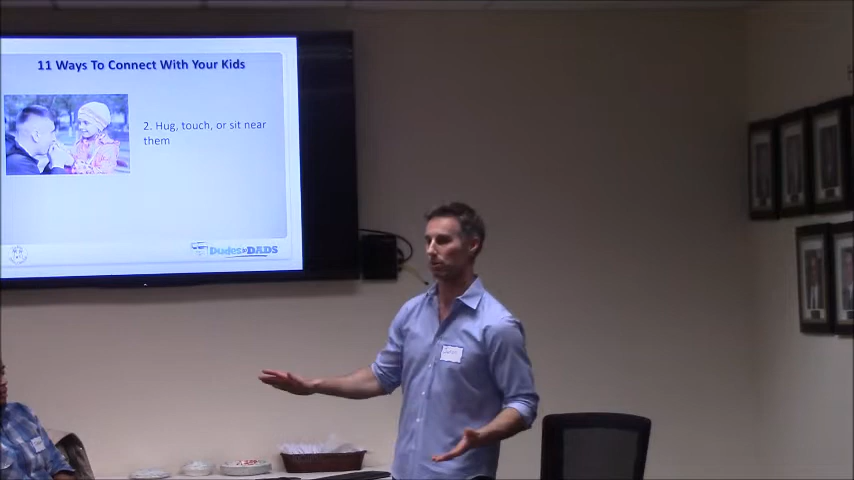 11 Ways To Connect With Your Kids
2. Hug, touch, or sit near
them
Dudes to DADS